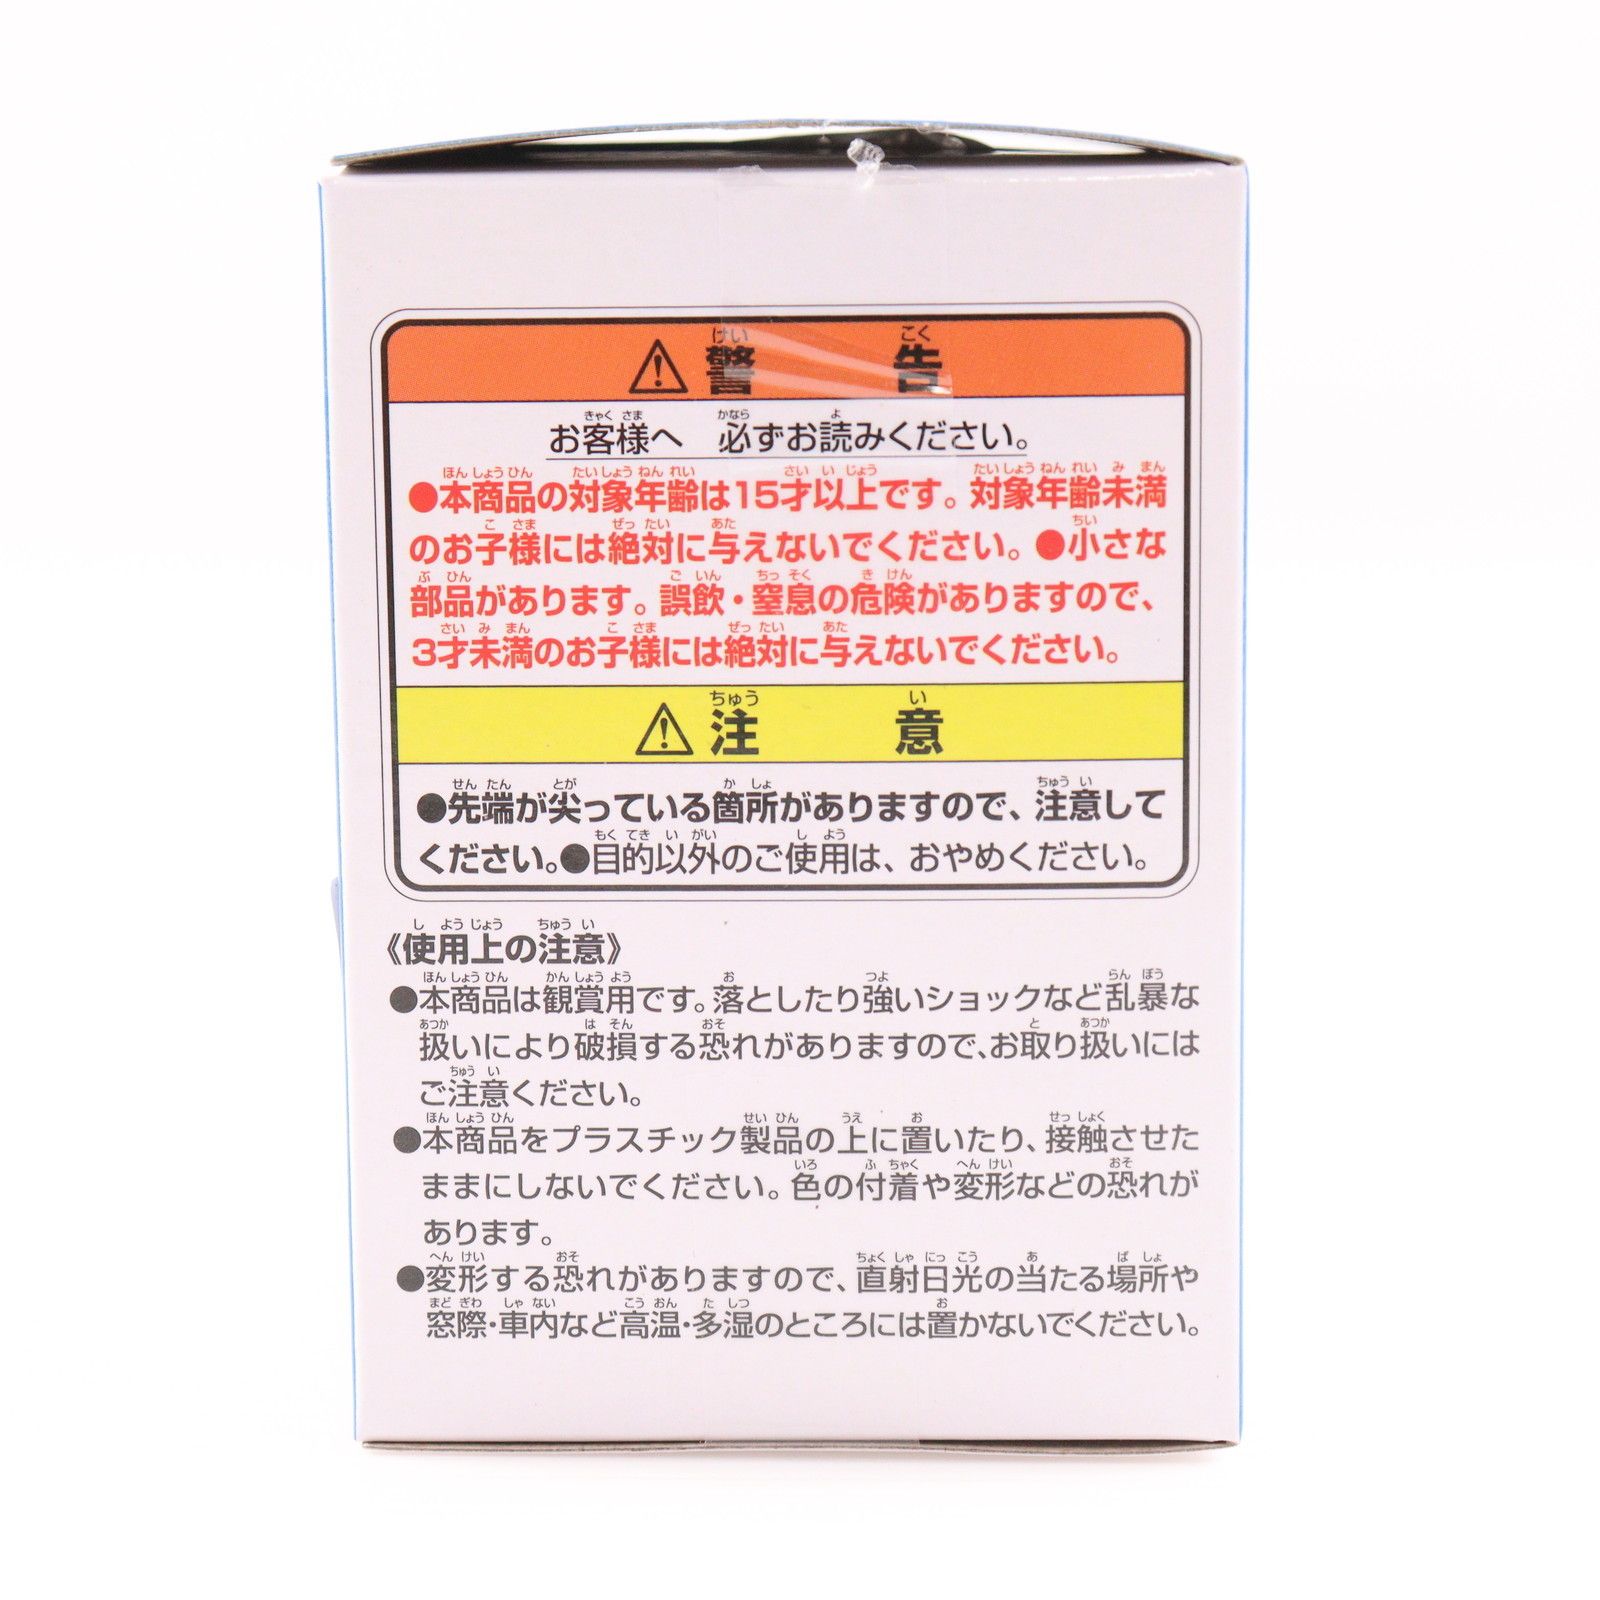 ⚠警告
お客様へ 必ずお読みください。
●本商品の対象年齢は15才以上です。対象年齢未満
のお子様には絶対に与えないでください。●小さな
部品があります。誤飲・窒息の危険がありますので、
3才未満のお子様には絶対に与えないでください。
⚠注意
●先端が尖っている箇所がありますので、注意して
ください。●目的以外のご使用は、おやめください。
《使用上の注意》
●本商品は観賞用です。落としたり強いショックなど乱暴な
扱いにより破損する恐れがありますので、お取り扱いには
ご注意ください。
●本商品をプラスチック製品の上に置いたり、接触させた
ままにしないでください。色の付着や変形などの恐れが
あります。
●変形する恐れがありますので、直射日光の当たる場所や
窓際・車内など高温・多湿のところには置かないでください。